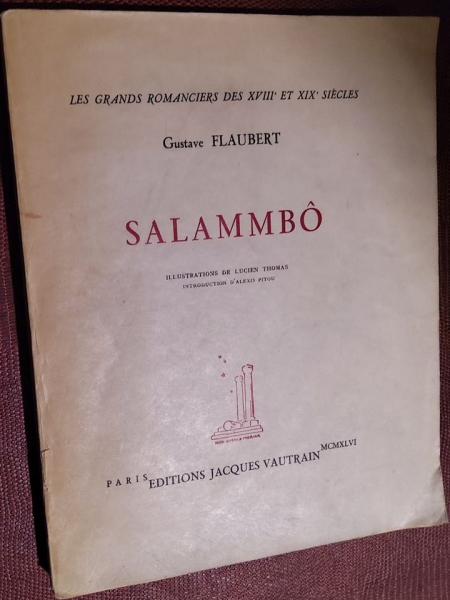 LES GRANDS ROMANCIERS DES XVIIIᵉ ET XIXᵉ SIÈCLES
Gustave FLAUBERT
SALAMMBÔ
ILLUSTRATIONS DE LUCIEN THOMAS
INTRODUCTION D'ALEXIS PITOU
PARIS EDITIONS JACQUES VAUTRAIN MCMXLVI